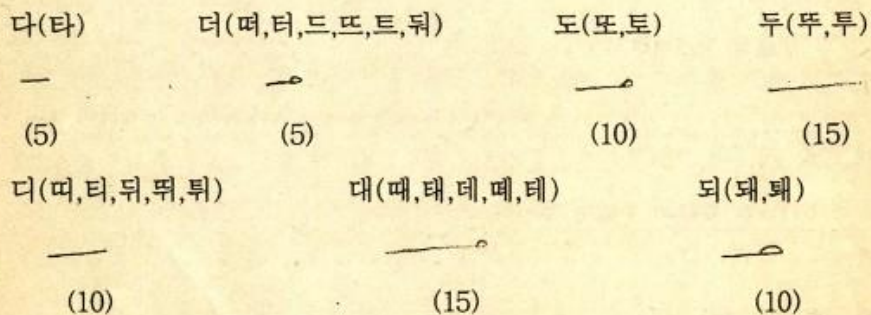 다(타) 더(떠,터,드,뜨,트,둬) 도(또,토) 두(뚜,투)
(5) (5) (10) (15)
디(띠,티,뒤,뛰,튀) 대(때,태,데,떼,테) 되(돼,퇘)
(10) (15) (10)